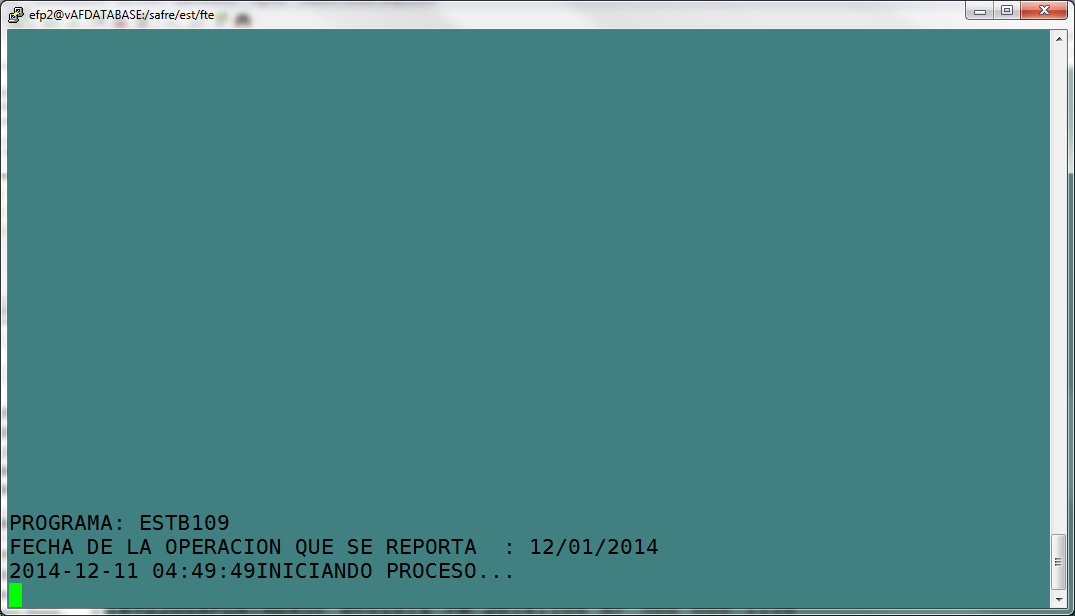 efp2@vAFDATABASE:/safre/est/fte
PROGRAMA: ESTB109
FECHA DE LA OPERACION QUE SE REPORTA  : 12/01/2014
2014-12-11 04:49:49INICIANDO PROCESO...